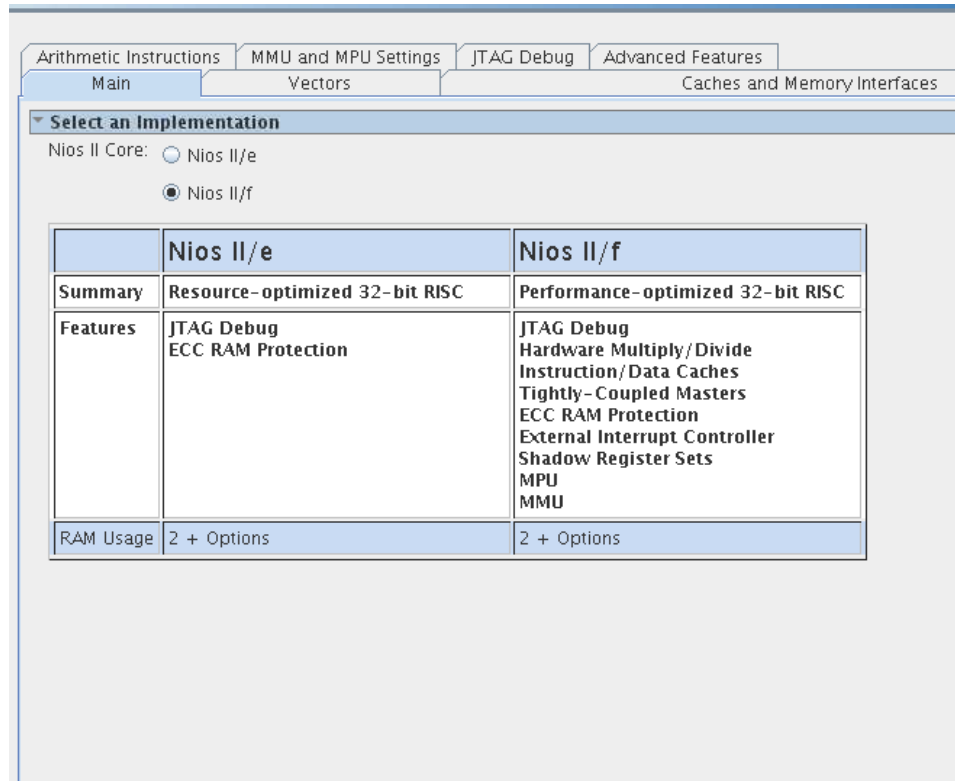 Arithmetic Instructions MMU and MPU Settings JTAG Debug Advanced Features
Main Vectors Caches and Memory Interfaces
Select an Implementation
Nios II Core: Nios II/e
Nios II/f
Nios II/e Nios II/f
Summary Resource-optimized 32-bit RISC Performance-optimized 32-bit RISC
Features JTAG Debug JTAG Debug
ECC RAM Protection Hardware Multiply/Divide
Instruction/Data Caches
Tightly-Coupled Masters
ECC RAM Protection
External Interrupt Controller
Shadow Register Sets
MPU
MMU
RAM Usage 2 + Options 2 + Options